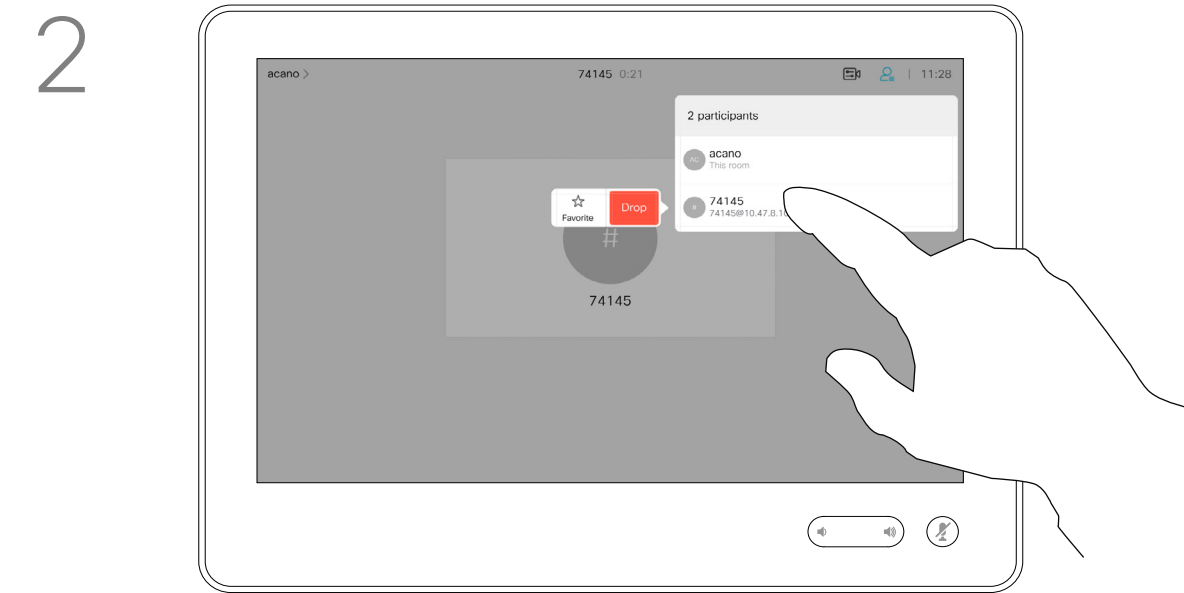 2
acano >
74145 0:21
| 11:28
2 participants
AC
acano
This room
74145
Favorite
Drop
#
74145